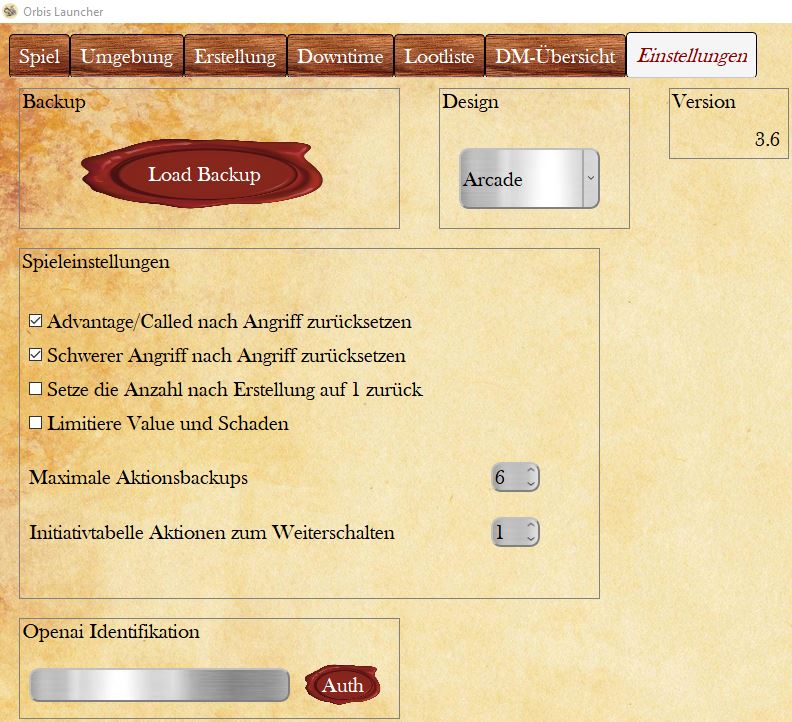 Orbis Launcher
Spiel Umgebung Erstellung Downtime Lootliste DM-Übersicht Einstellungen
Backup
Load Backup
Design
Arcade
Version
3.6
Spieleinstellungen
Advantage/Called nach Angriff zurücksetzen
Schwerer Angriff nach Angriff zurücksetzen
Setze die Anzahl nach Erstellung auf 1 zurück
Limitiere Value und Schaden
Maximale Aktionsbackups 6
Initiativtabelle Aktionen zum Weiterschalten 1
Openai Identifikation
Auth